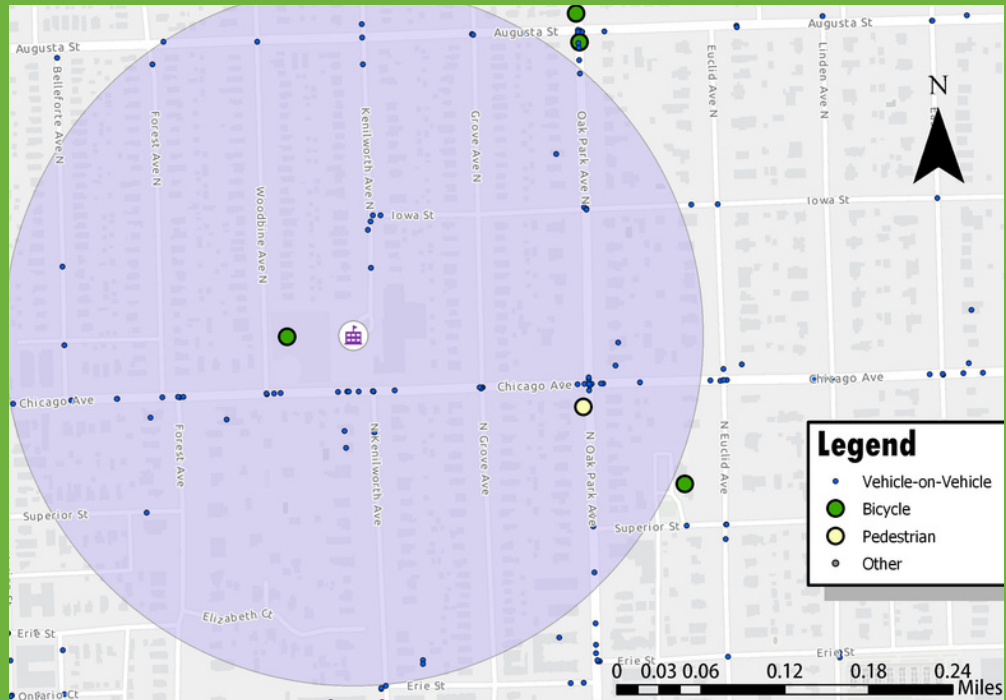 Augusta St
Augusta St
Augusta St
Belleforte Ave N
Forest Ave N
Kenilworth Ave N
Grove Ave N
Oak Park Ave N
Euclid Ave N
Linden Ave N
N
Woodbine Ave N
Iowa St
Iowa St
Chicago Ave
Chicago Ave
Chicago Ave
Forest Ave
N Kenilworth Ave
N Grove Ave
N Oak Park Ave
N Euclid Ave
Superior St
Superior St
Legend
Vehicle-on-Vehicle
Bicycle
Pedestrian
Other
Elizabeth Ct
Erie St
Erie St
Erie St
Erie St
Ontario Ct
0 0.03 0.06 0.12 0.18 0.24
Miles